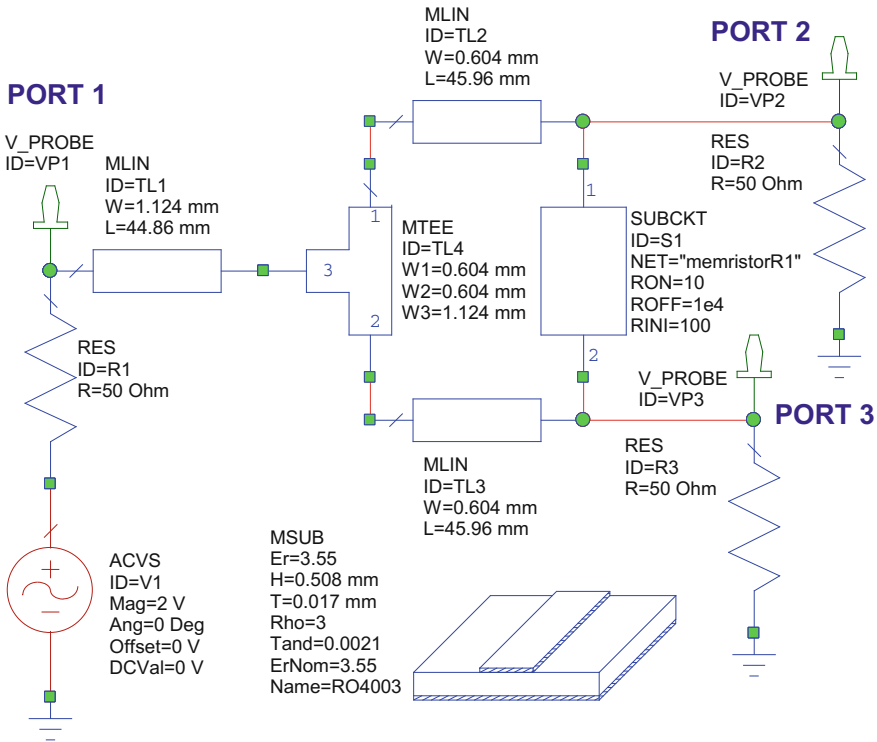 PORT 1
V_PROBE
ID=VP1
MLIN
ID=TL1
W=1.124 mm
L=44.86 mm
RES
ID=R1
R=50 Ohm
ACVS
ID=V1
Mag=2 V
Ang=0 Deg
Offset=0 V
DCVal=0 V
MLIN
ID=TL2
W=0.604 mm
L=45.96 mm
1
3
2
MTEE
ID=TL4
W1=0.604 mm
W2=0.604 mm
W3=1.124 mm
MLIN
ID=TL3
W=0.604 mm
L=45.96 mm
MSUB
Er=3.55
H=0.508 mm
T=0.017 mm
Rho=3
Tand=0.0021
ErNom=3.55
Name=RO4003
1
2
SUBCKT
ID=S1
NET="memristorR1"
RON=10
ROFF=1e4
RINI=100
PORT 2
V_PROBE
ID=VP2
RES
ID=R2
R=50 Ohm
V_PROBE
ID=VP3
PORT 3
RES
ID=R3
R=50 Ohm